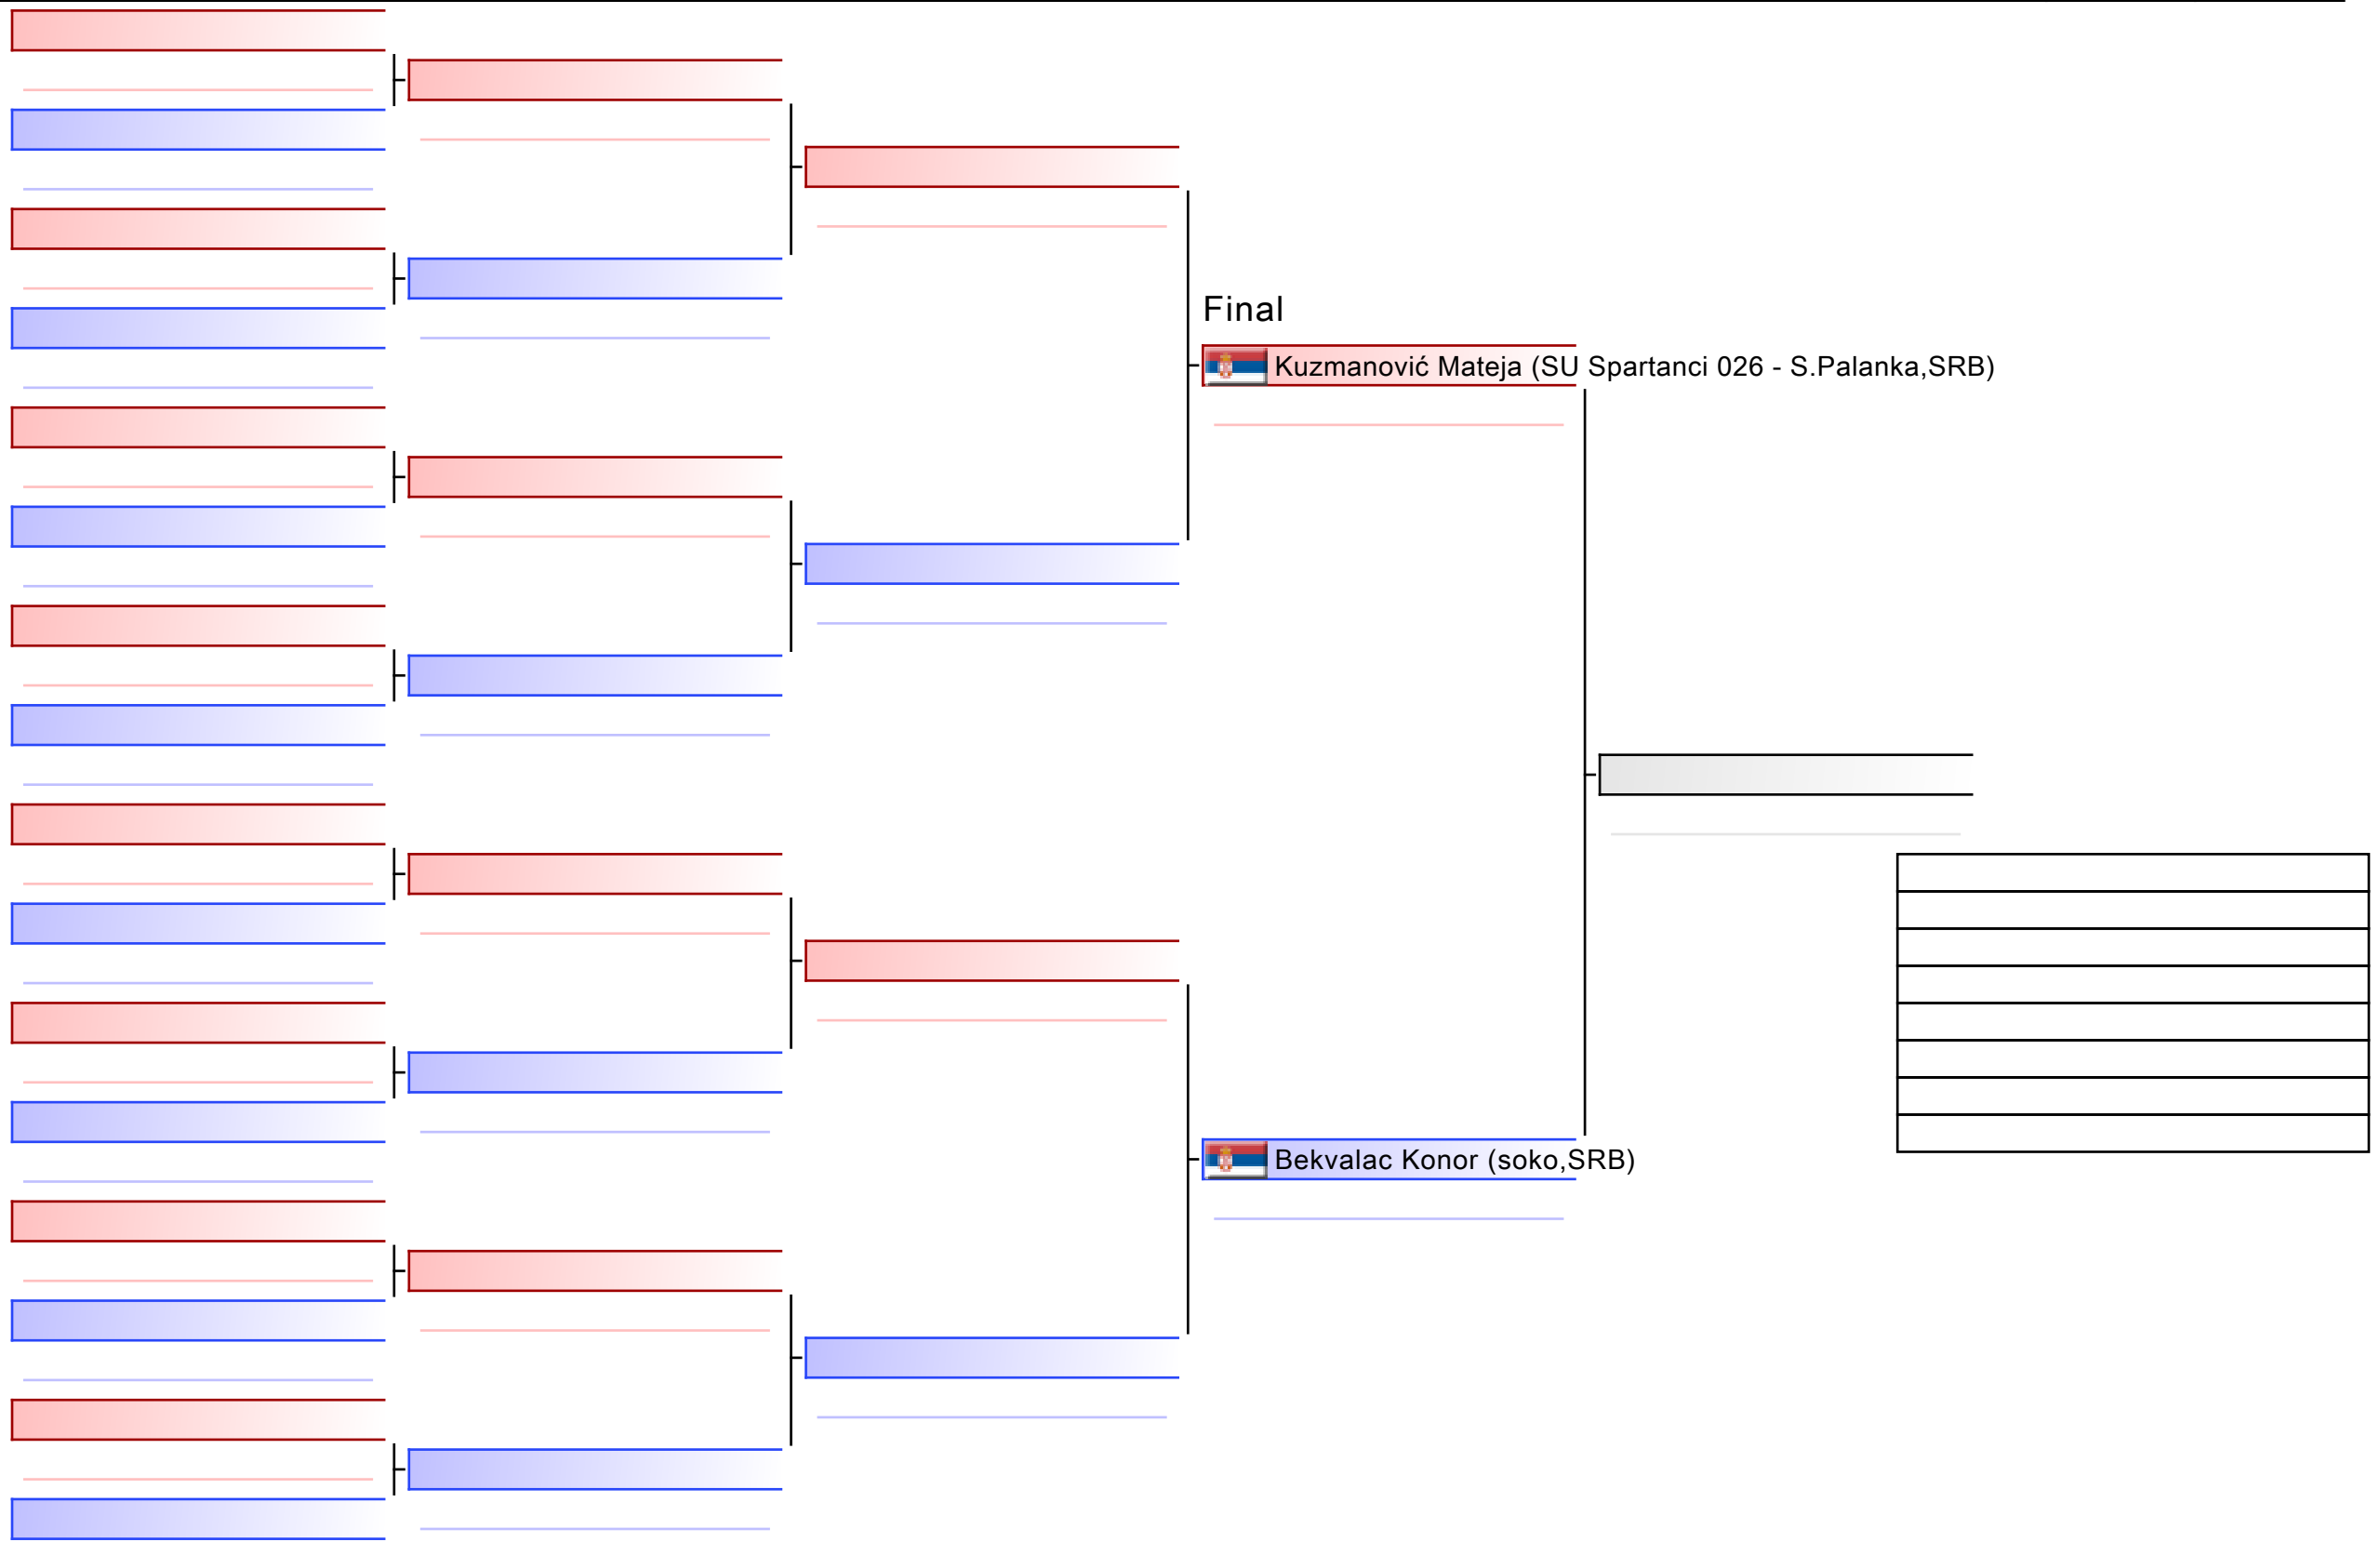 Final
Kuzmanović Mateja (SU Spartanci 026 - S.Palanka,SRB)
Bekvalac Konor (soko,SRB)